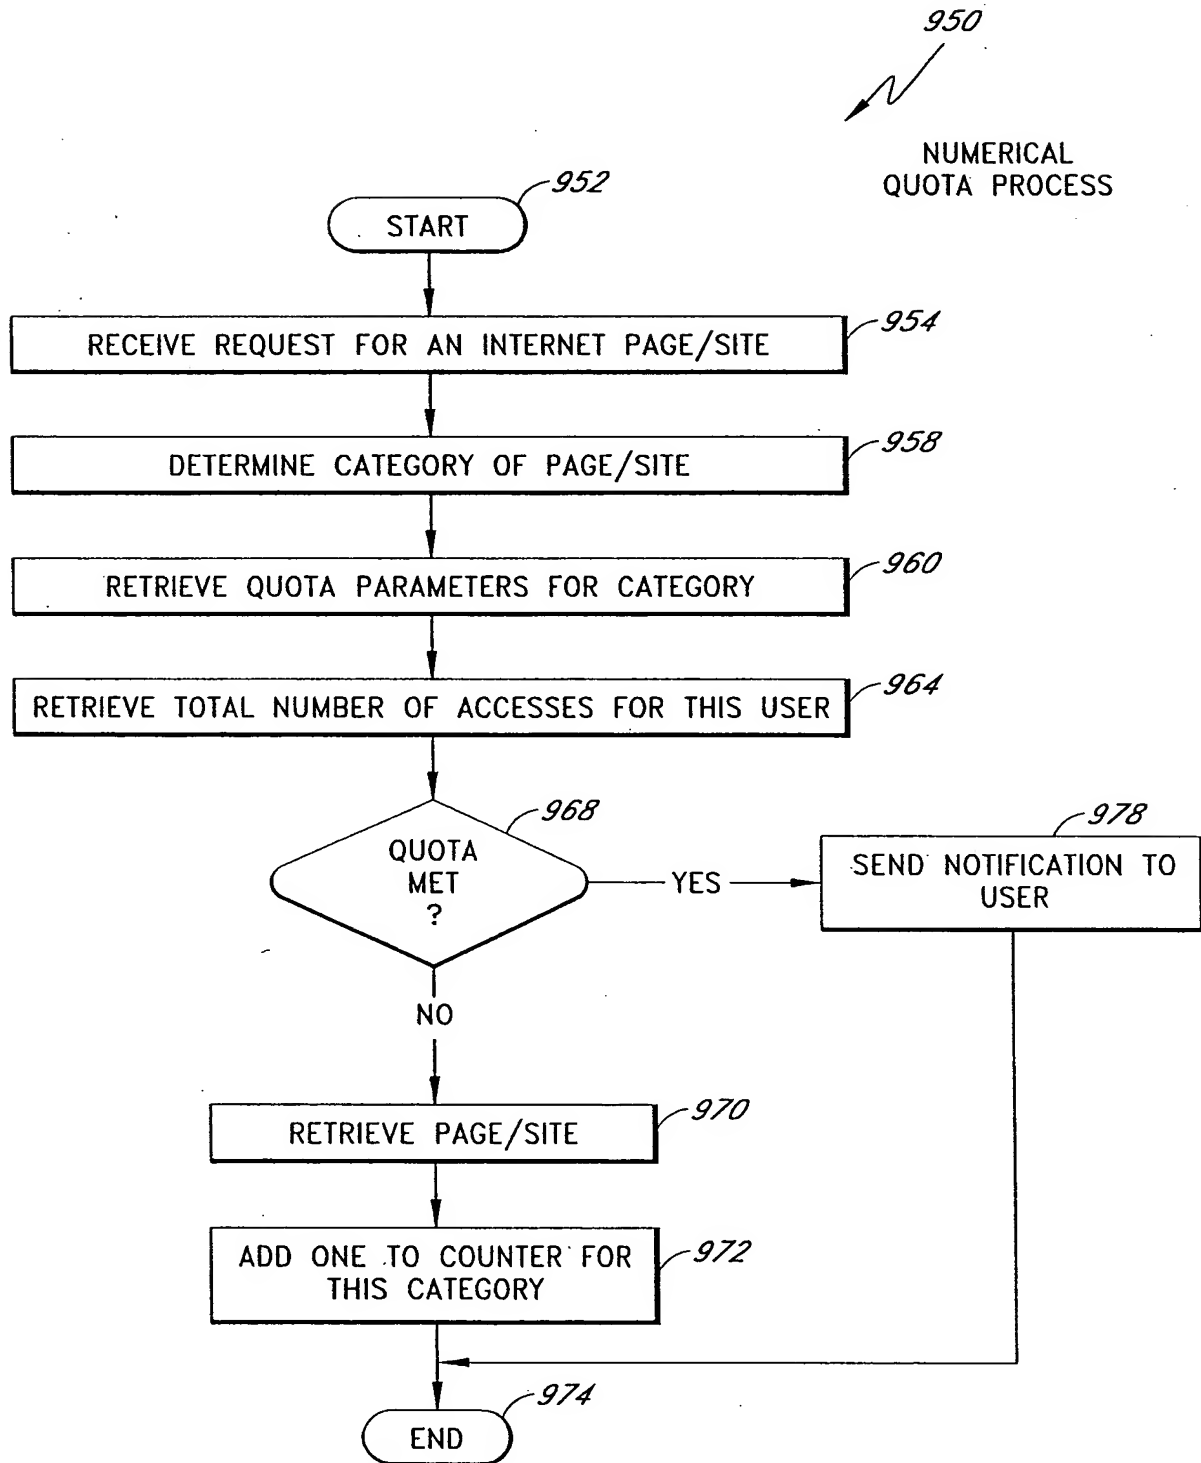 950
NUMERICAL
QUOTA PROCESS
952
START
954
RECEIVE REQUEST FOR AN INTERNET PAGE/SITE
958
DETERMINE CATEGORY OF PAGE/SITE
960
RETRIEVE QUOTA PARAMETERS FOR CATEGORY
964
RETRIEVE TOTAL NUMBER OF ACCESSES FOR THIS USER
968
QUOTA
MET
?
YES
978
SEND NOTIFICATION TO
USER
NO
970
RETRIEVE PAGE/SITE
972
ADD ONE TO COUNTER FOR
THIS CATEGORY
974
END